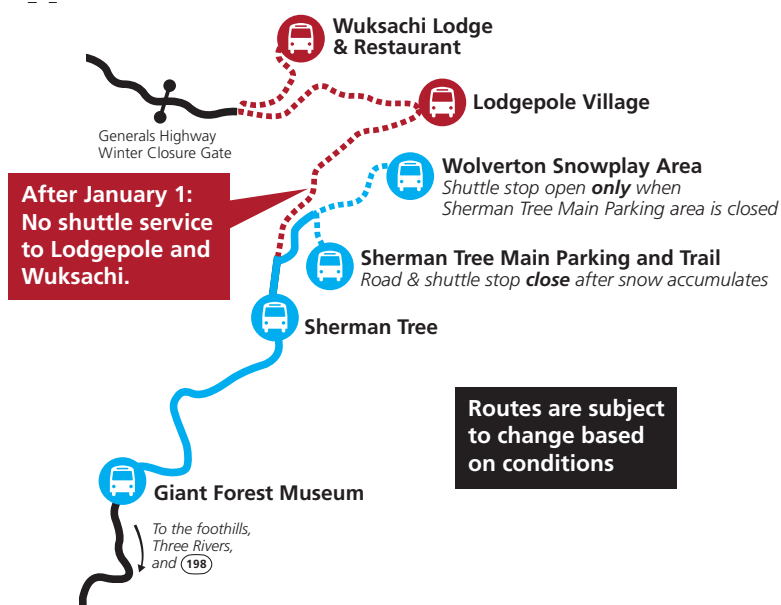 Wuksachi Lodge
& Restaurant
Lodgepole Village
Generals Highway
Winter Closure Gate
Wolverton Snowplay Area
Shuttle stop open only when
Sherman Tree Main Parking area is closed
After January 1:
No shuttle service
to Lodgepole and
Wuksachi.
Sherman Tree Main Parking and Trail
Road & shuttle stop close after snow accumulates
Sherman Tree
Routes are subject
to change based
on conditions
Giant Forest Museum
To the foothills,
Three Rivers,
and 198